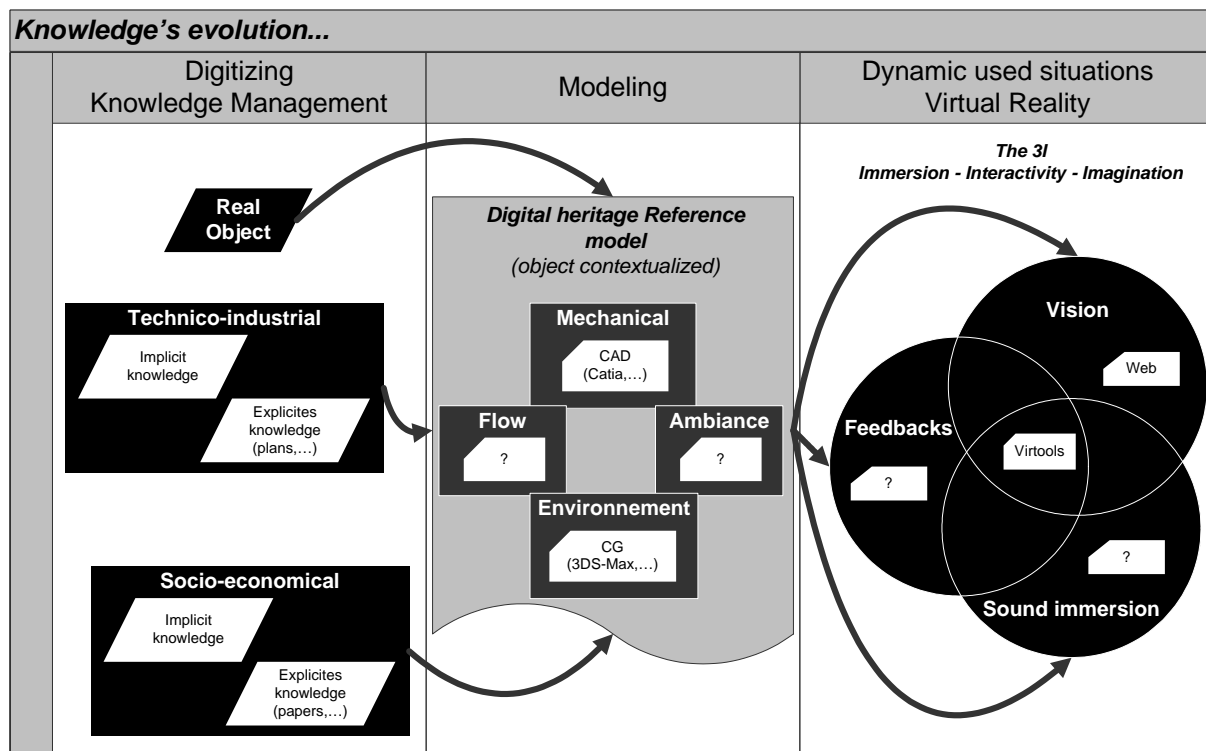 Knowledge's evolution...
Digitizing
Knowledge Management
Modeling
Dynamic used situations
Virtual Reality
The 3I
Immersion - Interactivity - Imagination
Real
Object
Technico-industrial
Implicit
knowledge
Explicites
knowledge
(plans,...)
Socio-economical
Implicit
knowledge
Explicites
knowledge
(papers,...)
Digital heritage Reference
model
(object contextualized)
Mechanical
CAD
(Catia,...)
Flow
?
Ambiance
?
Environnement
CG
(3DS-Max,...)
Vision
Web
Feedbacks
?
Virtools
?
Sound immersion